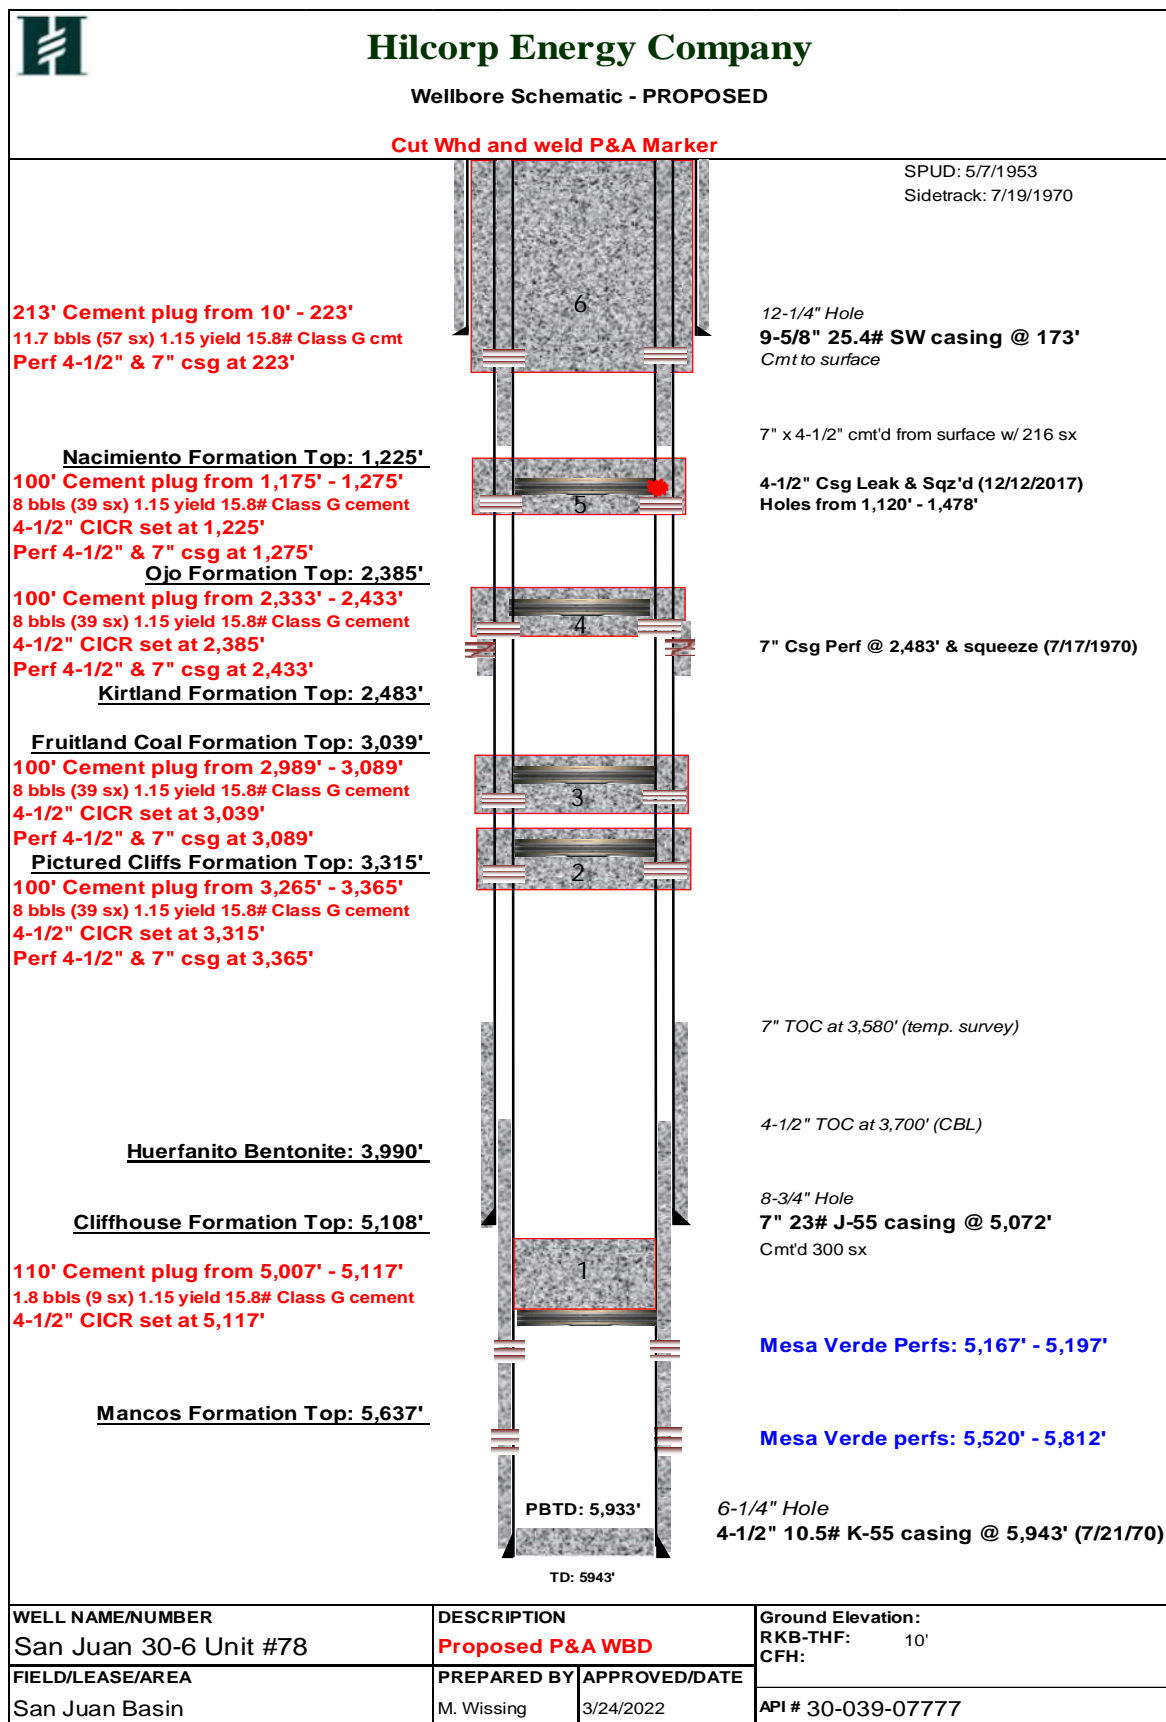 Hilcorp Energy Company
Wellbore Schematic - PROPOSED
Cut Whd and weld P&A Marker
SPUD: 5/7/1953
Sidetrack: 7/19/1970
6
213' Cement plug from 10' - 223'
11.7 bbls (57 sx) 1.15 yield 15.8# Class G cmt
Perf 4-1/2" & 7" csg at 223'
12-1/4" Hole
9-5/8" 25.4# SW casing @ 173'
Cmt to surface
7" x 4-1/2" cmt'd from surface w/ 216 sx
Nacimiento Formation Top: 1,225'
100' Cement plug from 1,175' - 1,275'
8 bbls (39 sx) 1.15 yield 15.8# Class G cement
4-1/2" CICR set at 1,225'
Perf 4-1/2" & 7" csg at 1,275'
5
4-1/2" Csg Leak & Sqz'd (12/12/2017)
Holes from 1,120' - 1,478'
Ojo Formation Top: 2,385'
100' Cement plug from 2,333' - 2,433'
8 bbls (39 sx) 1.15 yield 15.8# Class G cement
4-1/2" CICR set at 2,385'
Perf 4-1/2" & 7" csg at 2,433'
4
7" Csg Perf @ 2,483' & squeeze (7/17/1970)
Kirtland Formation Top: 2,483'
Fruitland Coal Formation Top: 3,039'
100' Cement plug from 2,989' - 3,089'
8 bbls (39 sx) 1.15 yield 15.8# Class G cement
4-1/2" CICR set at 3,039'
Perf 4-1/2" & 7" csg at 3,089'
3
Pictured Cliffs Formation Top: 3,315'
100' Cement plug from 3,265' - 3,365'
8 bbls (39 sx) 1.15 yield 15.8# Class G cement
4-1/2" CICR set at 3,315'
Perf 4-1/2" & 7" csg at 3,365'
2
7" TOC at 3,580' (temp. survey)
4-1/2" TOC at 3,700' (CBL)
Huerfanito Bentonite: 3,990'
8-3/4" Hole
7" 23# J-55 casing @ 5,072'
Cmt'd 300 sx
Cliffhouse Formation Top: 5,108'
110' Cement plug from 5,007' - 5,117'
1.8 bbls (9 sx) 1.15 yield 15.8# Class G cement
4-1/2" CICR set at 5,117'
1
Mesa Verde Perfs: 5,167' - 5,197'
Mancos Formation Top: 5,637'
Mesa Verde perfs: 5,520' - 5,812'
PBTD: 5,933'
6-1/4" Hole
4-1/2" 10.5# K-55 casing @ 5,943' (7/21/70)
TD: 5943'
WELL NAME/NUMBER
San Juan 30-6 Unit #78
DESCRIPTION
Proposed P&A WBD
Ground Elevation:
RKB-THF: 10'
CFH:
FIELD/LEASE/AREA
San Juan Basin
PREPARED BY
M. Wissing
APPROVED/DATE
3/24/2022
API # 30-039-07777